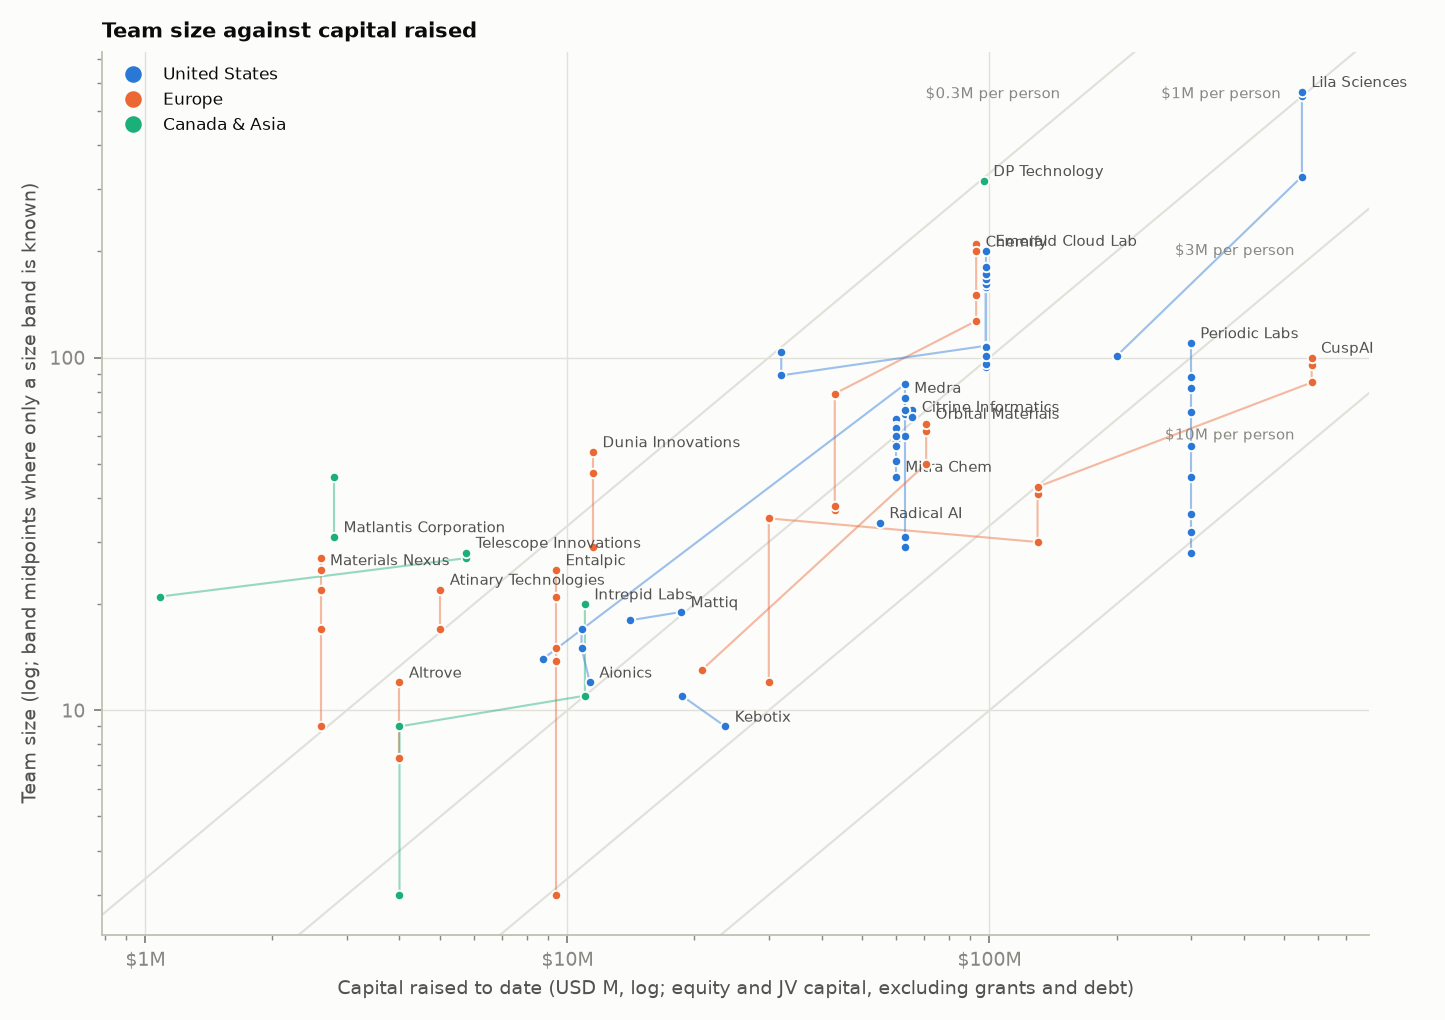 Team size against capital raised
United States
Europe
Canada & Asia
$0.3M per person
$1M per person
Lila Sciences
DP Technology
Chemify
Emerald Cloud Lab
$3M per person
Periodic Labs
CuspAI
Medra
Citrine Informatics
Orbital Materials
$10M per person
Dunia Innovations
Mitra Chem
Radical AI
Matlantis Corporation
Telescope Innovations
Materials Nexus
Entalpic
Atinary Technologies
Intrepid Labs
Mattiq
Altrove
Aionics
Kebotix
100
10
$1M
$10M
$100M
Capital raised to date (USD M, log; equity and JV capital, excluding grants and debt)
Team size (log; band midpoints where only a size band is known)